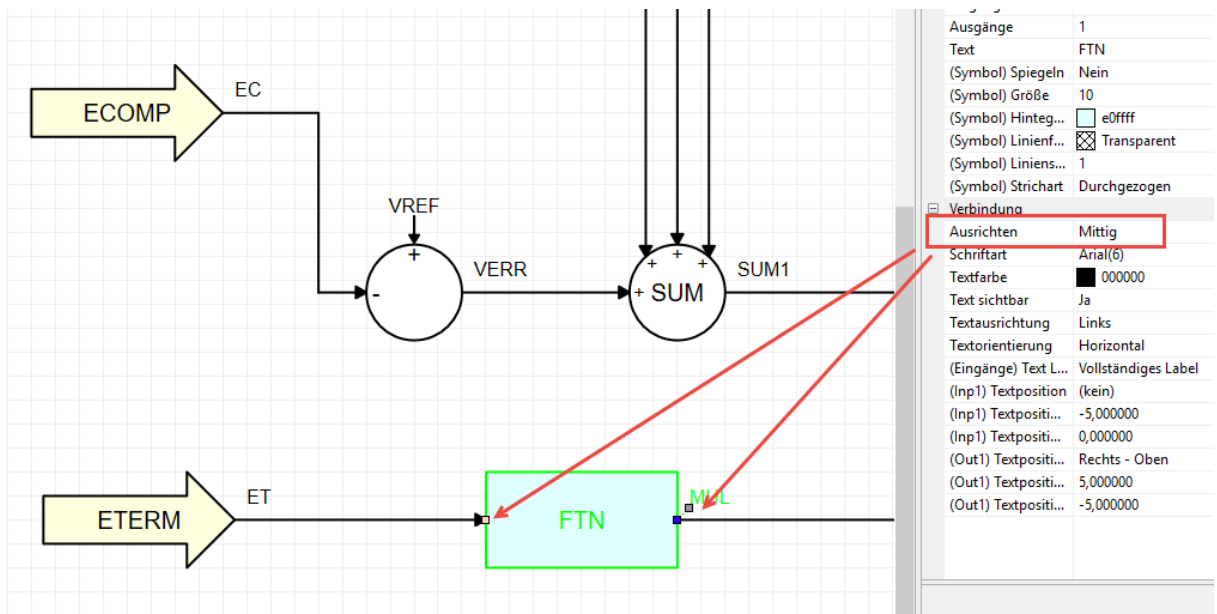 Ausgänge 1
Text FTN
(Symbol) Spiegeln Nein
(Symbol) Größe 10
(Symbol) Hinteg... e0ffff
(Symbol) Linienf... Transparent
(Symbol) Liniens... 1
(Symbol) Strichart Durchgezogen
Verbindung
Ausrichten Mittig
Schriftart Arial(6)
Textfarbe 000000
Text sichtbar Ja
Textausrichtung Links
Textorientierung Horizontal
(Eingänge) Text L... Vollständiges Label
(Inp1) Textposition (kein)
(Inp1) Textpositi... -5,000000
(Inp1) Textpositi... 0,000000
(Out1) Textpositi... Rechts - Oben
(Out1) Textpositi... 5,000000
(Out1) Textpositi... -5,000000
EC
ECOMP
VREF
+
-
VERR
+ + +
+ SUM
SUM1
ET
ETERM
FTN
MUL